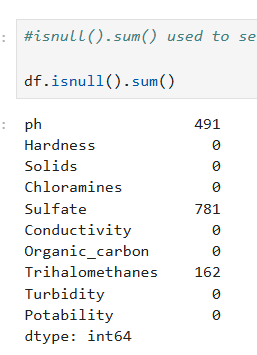 :
#isnull().sum() used to se
df.isnull().sum()
:
ph 491
Hardness 0
Solids 0
Chloramines 0
Sulfate 781
Conductivity 0
Organic_carbon 0
Trihalomethanes 162
Turbidity 0
Potability 0
dtype: int64